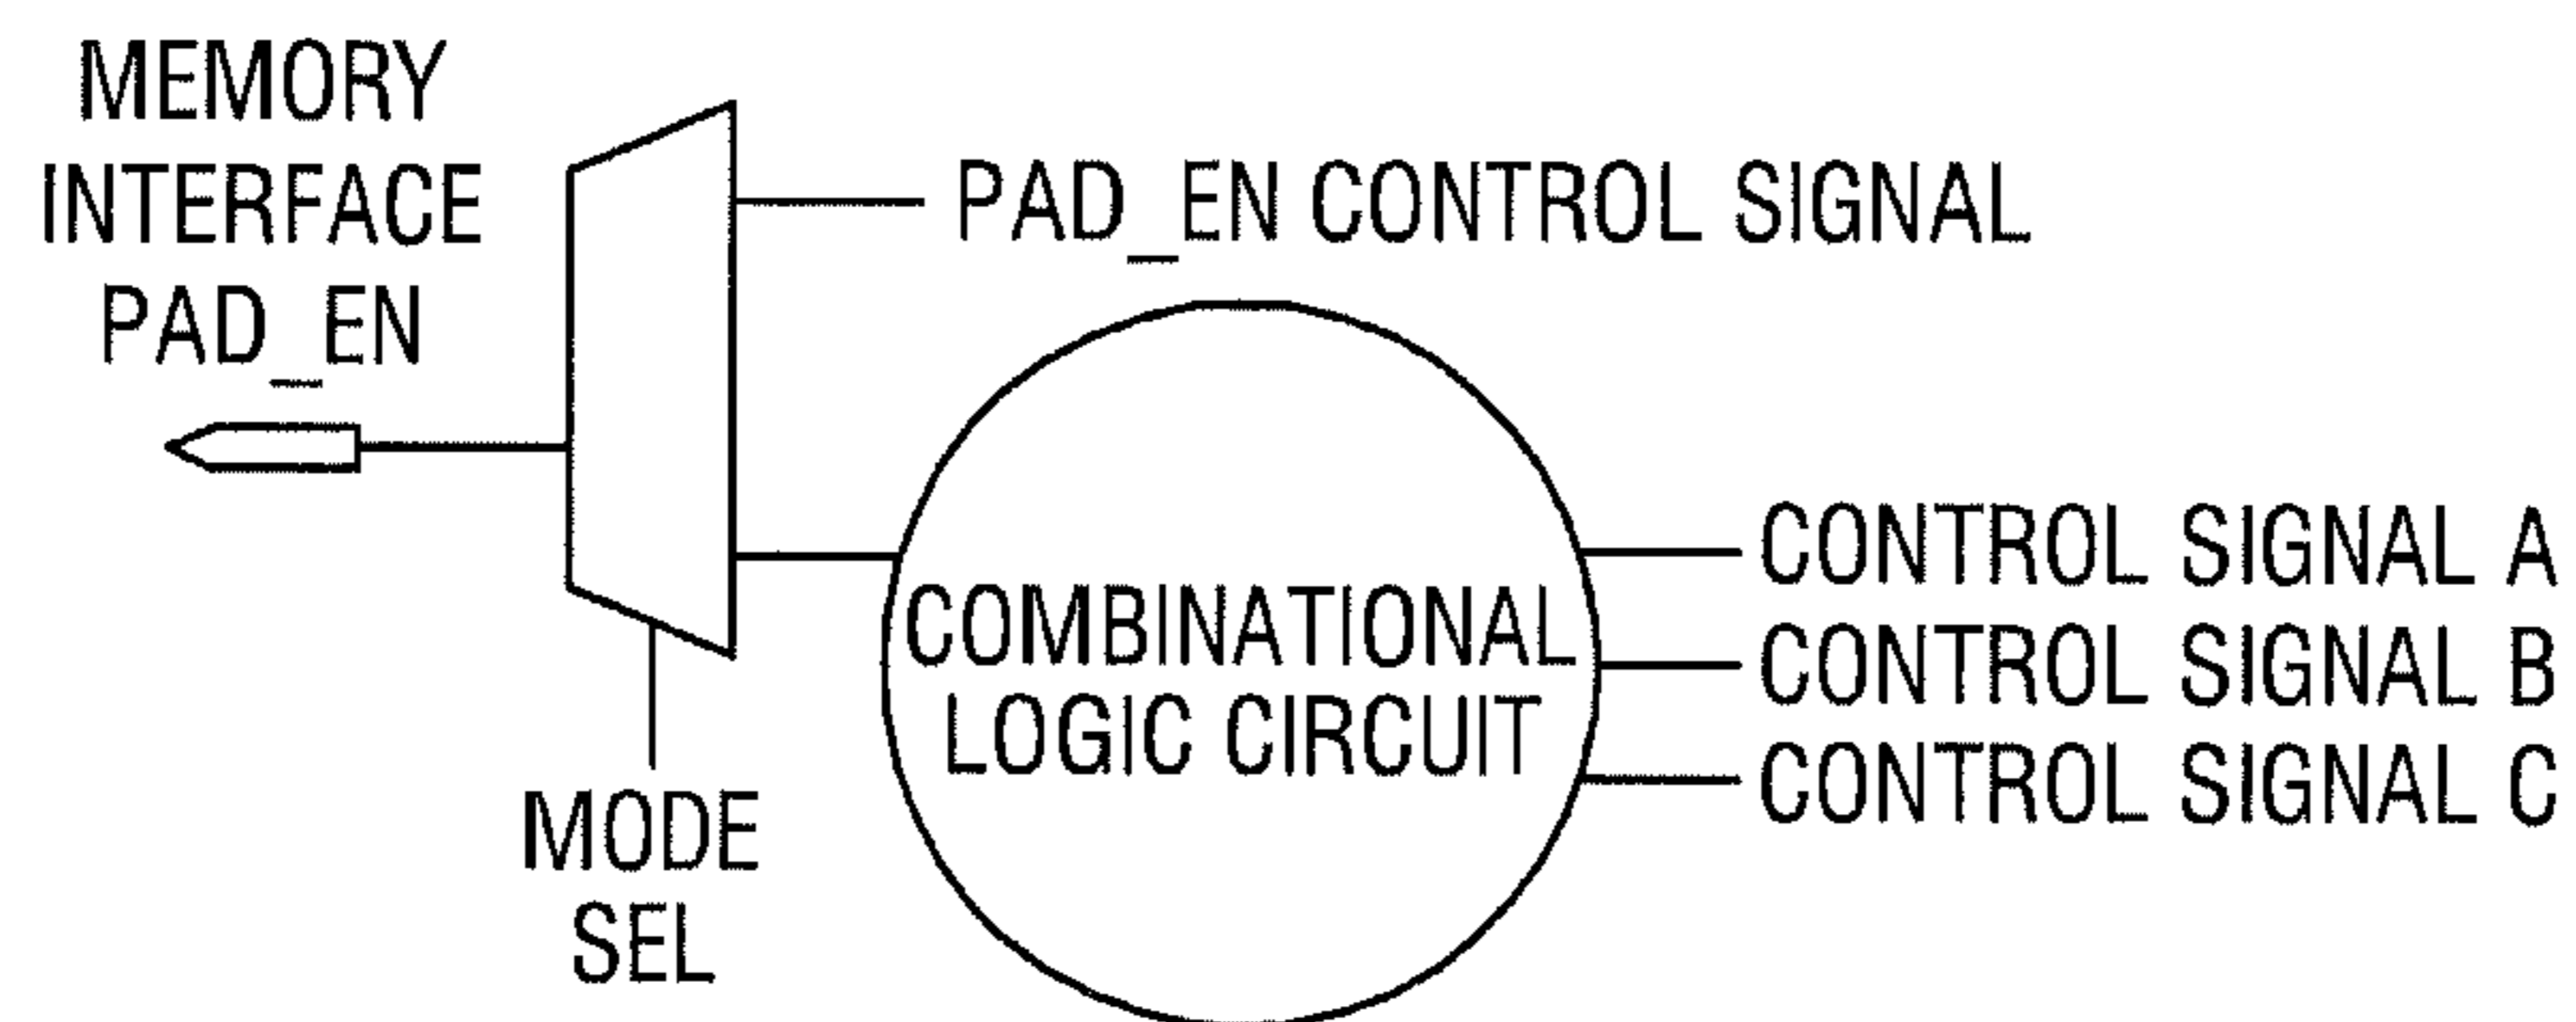 MEMORY
INTERFACE
PAD_EN
PAD_EN CONTROL SIGNAL
COMBINATIONAL
LOGIC CIRCUIT
CONTROL SIGNAL A
CONTROL SIGNAL B
CONTROL SIGNAL C
MODE
SEL